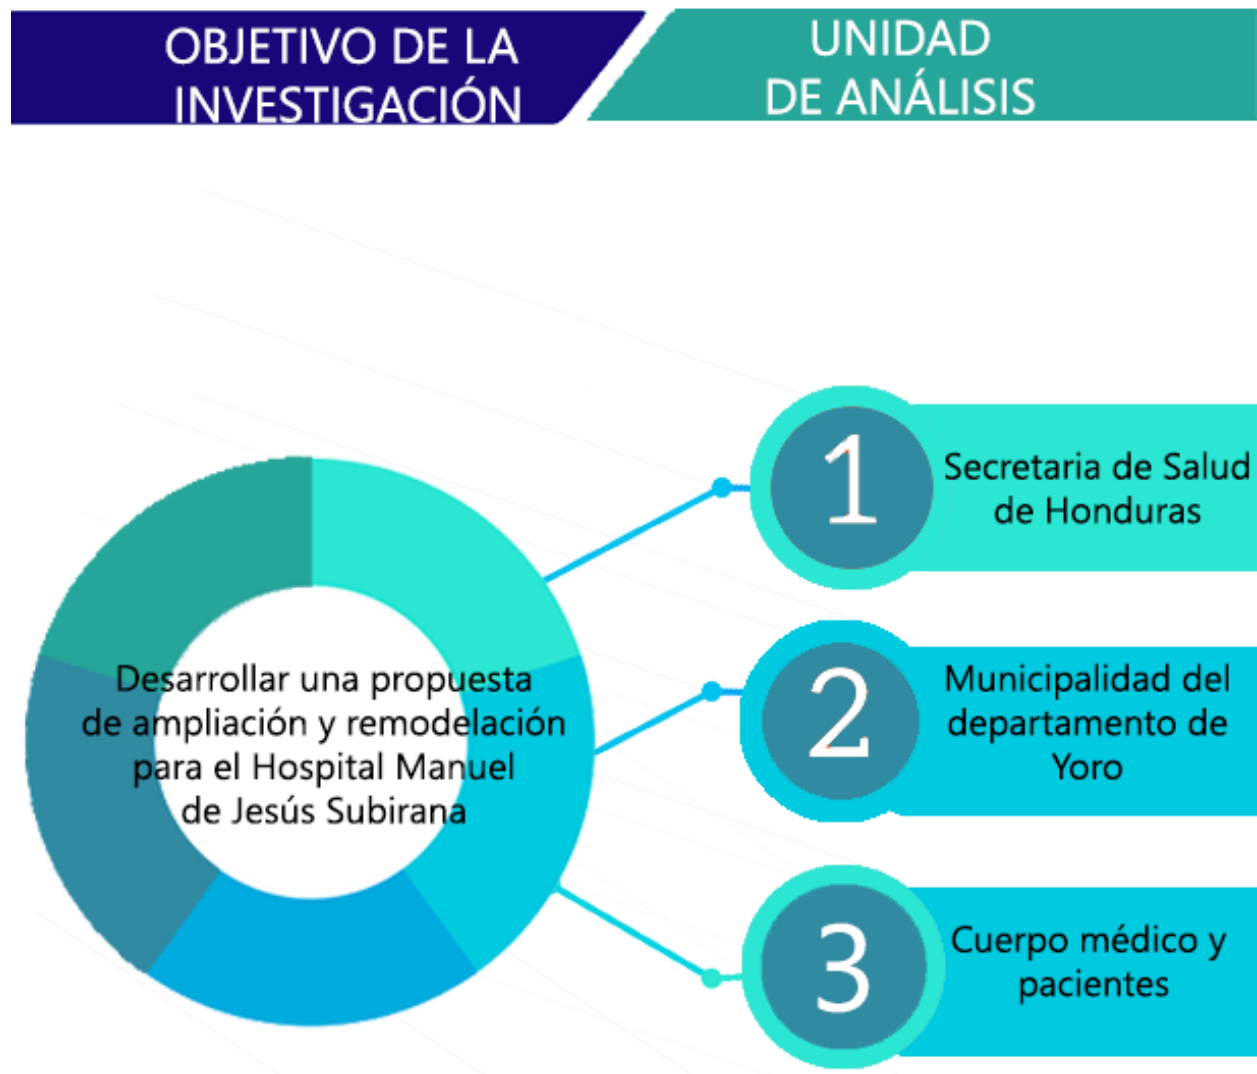 OBJETIVO DE LA
INVESTIGACIÓN
UNIDAD
DE ANÁLISIS
Desarrollar una propuesta
de ampliación y remodelación
para el Hospital Manuel
de Jesús Subirana
1
Secretaria de Salud
de Honduras
2
Municipalidad del
departamento de
Yoro
3
Cuerpo médico y
pacientes